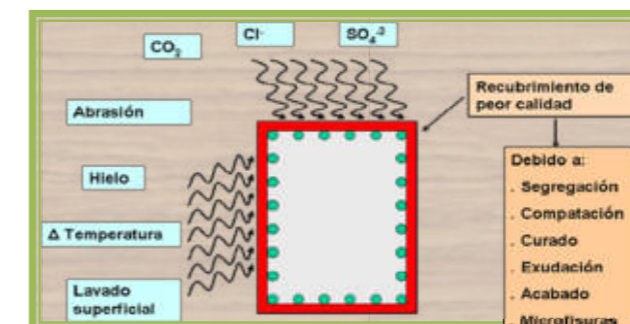 CO₂
Cl⁻
SO₄⁻²
Abrasión
Hielo
Δ Temperatura
Lavado
superficial
Recubrimiento de
peor calidad
Debido a:
. Segregación
. Compatación
. Curado
. Exudación
. Acabado
. Microfisuras